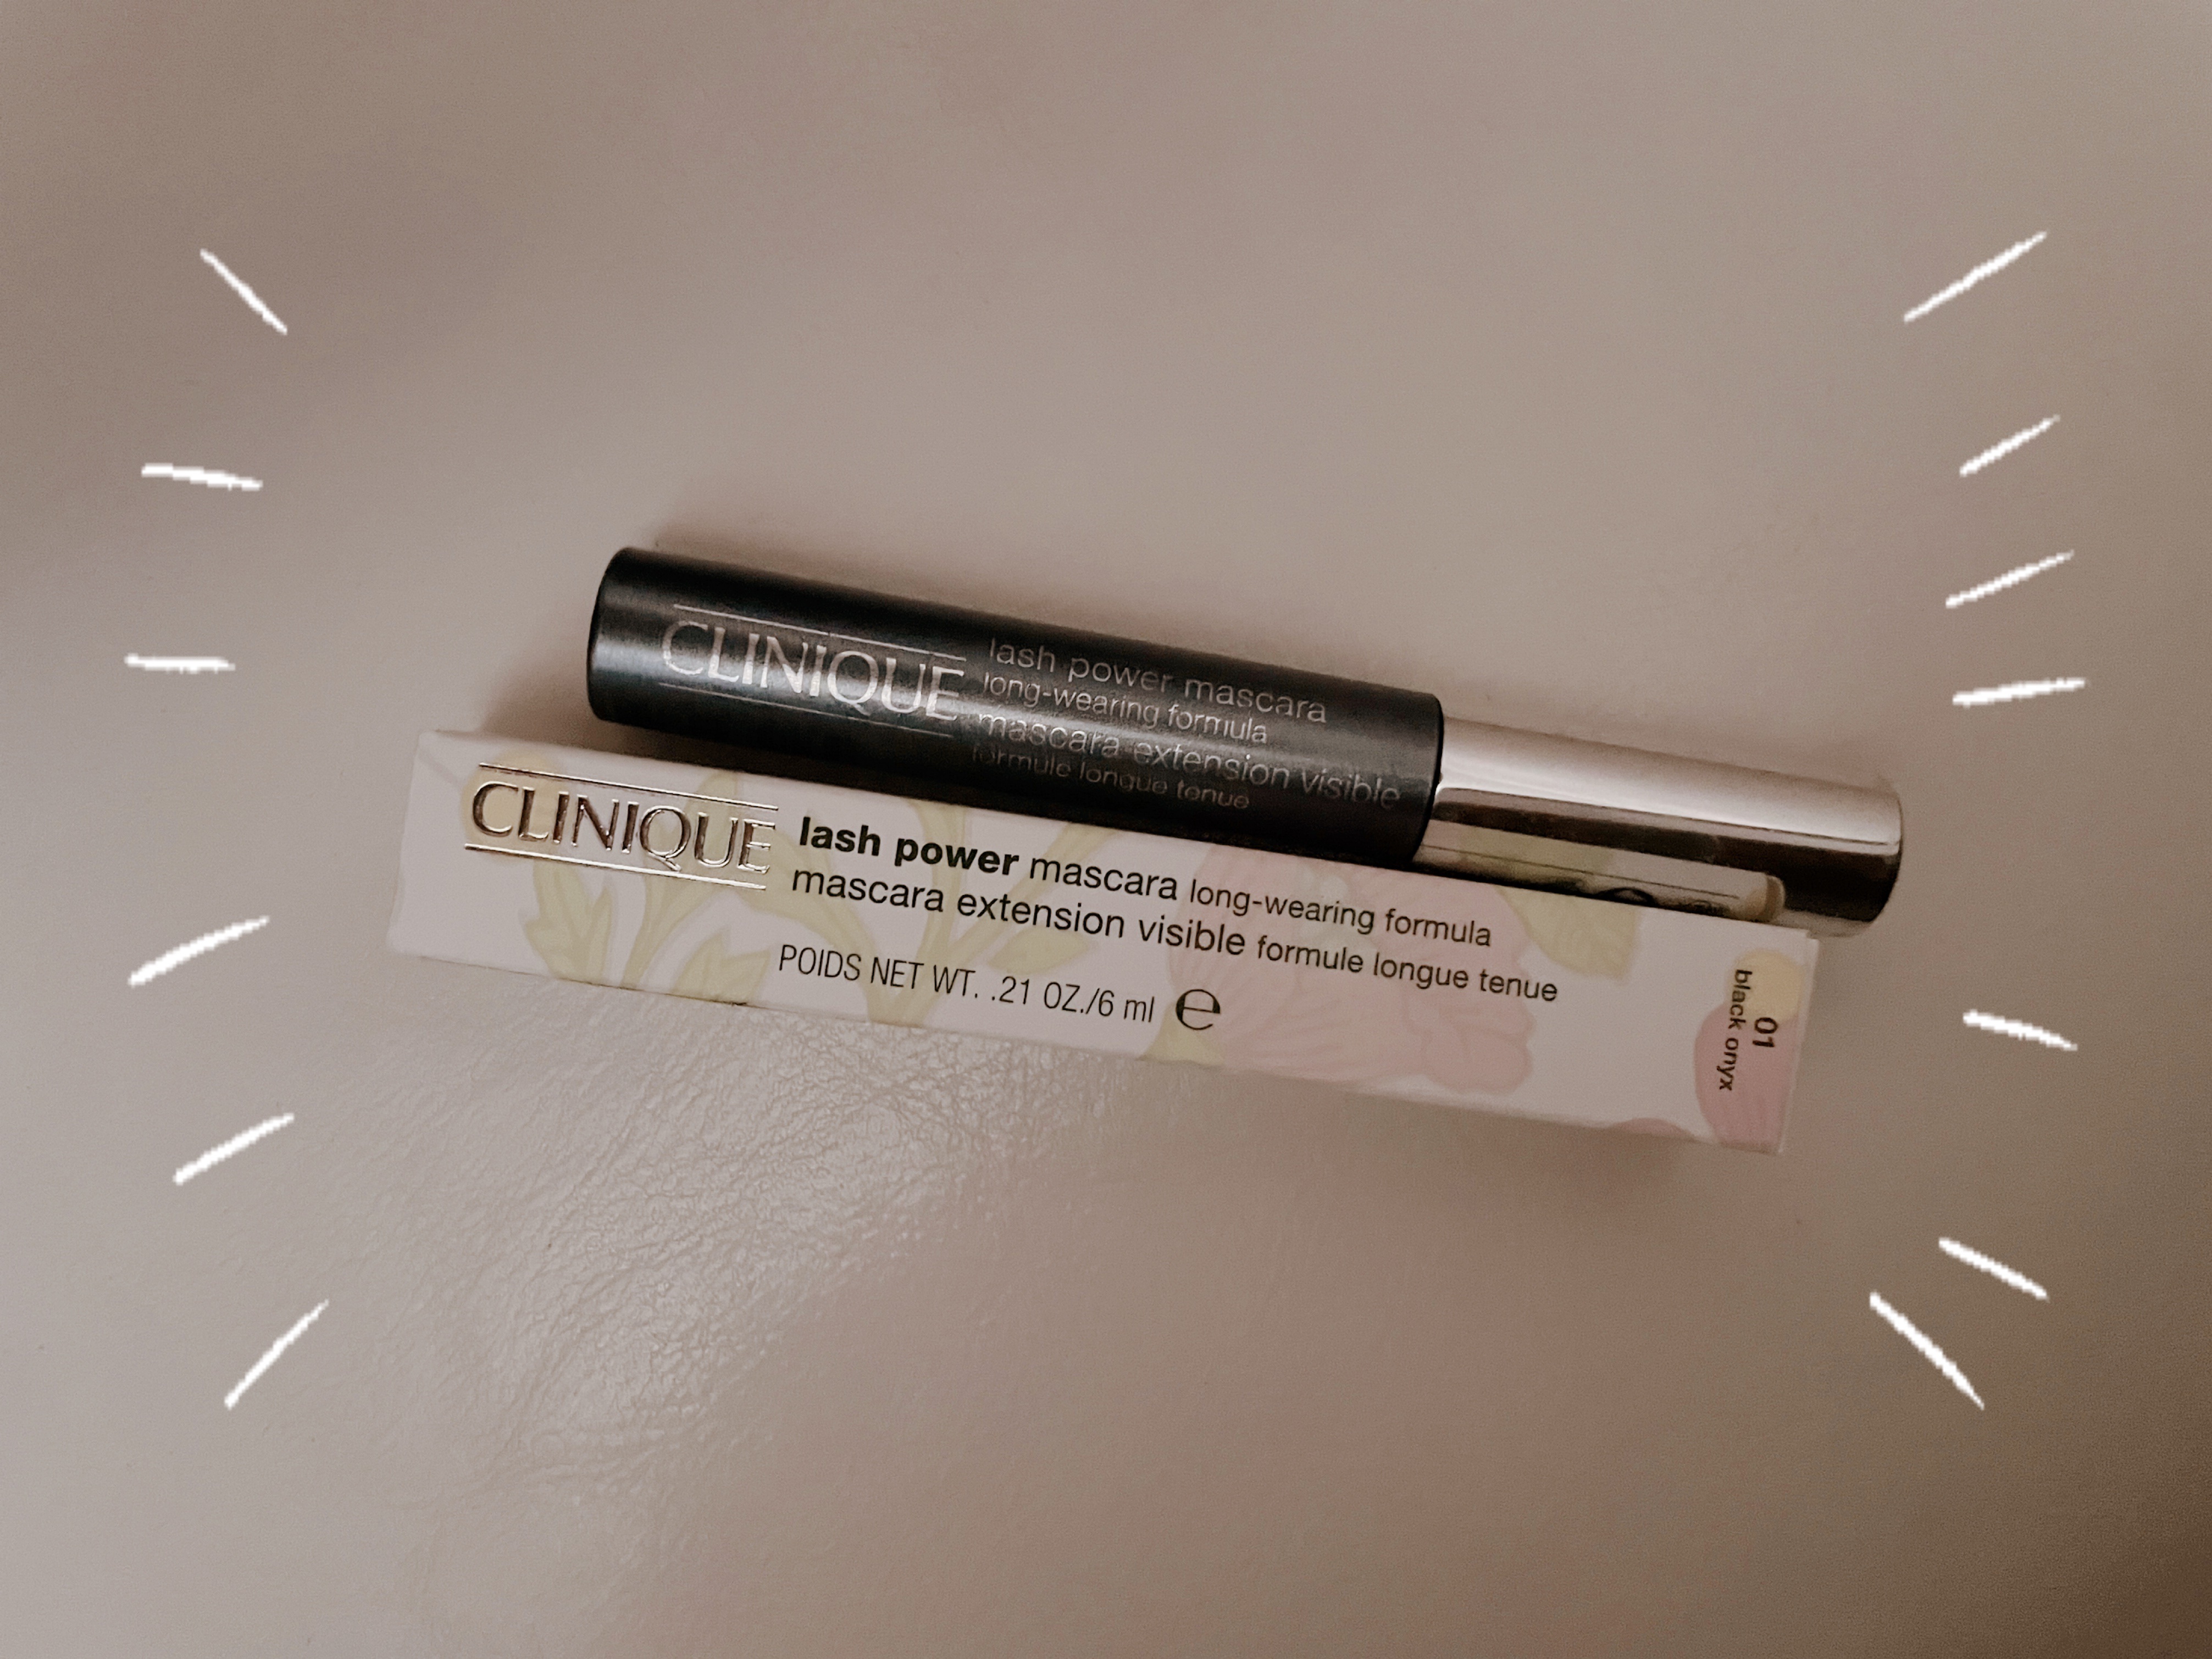 CLINIQUE
lash power mascara
long-wearing formula
mascara extension visible
formule longue tenue
CLINIQUE
lash power mascara long-wearing formula
mascara extension visible formule longue tenue
POIDS NET WT. .21 OZ./6 ml ℮
01
black onyx